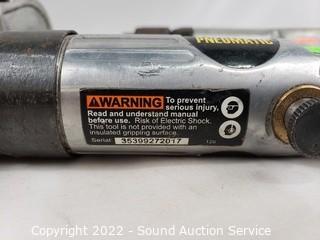 PNEUMATIC
WARNING To prevent
serious injury,
Read and understand manual
before use. Risk of Electric Shock.
This tool is not provided with an
insulated gripping surface.
Serial 35399272017
Copyright 2022 - Sound Auction Service